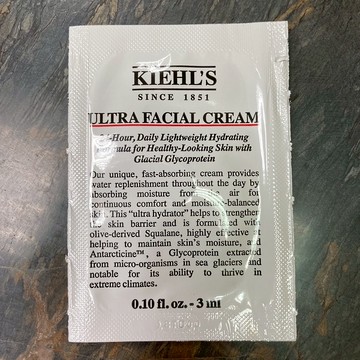 KIEHL'S
SINCE 1851
ULTRA FACIAL CREAM
24-Hour, Daily Lightweight Hydrating
Formula for Healthy-Looking Skin with
Glacial Glycoprotein
Our unique, fast-absorbing cream provides
water replenishment throughout the day by
absorbing moisture from the air for
continuous comfort and moisture-balanced
skin. This "ultra hydrator" helps to strengthen
the skin barrier and is formulated with
olive-derived Squalane, highly effective at
helping to maintain skin's moisture, and
Antarcticine™, a Glycoprotein extracted
from micro-organisms in sea glaciers and
notable for its ability to thrive in
extreme climates.
0.10 fl. oz. - 3 ml